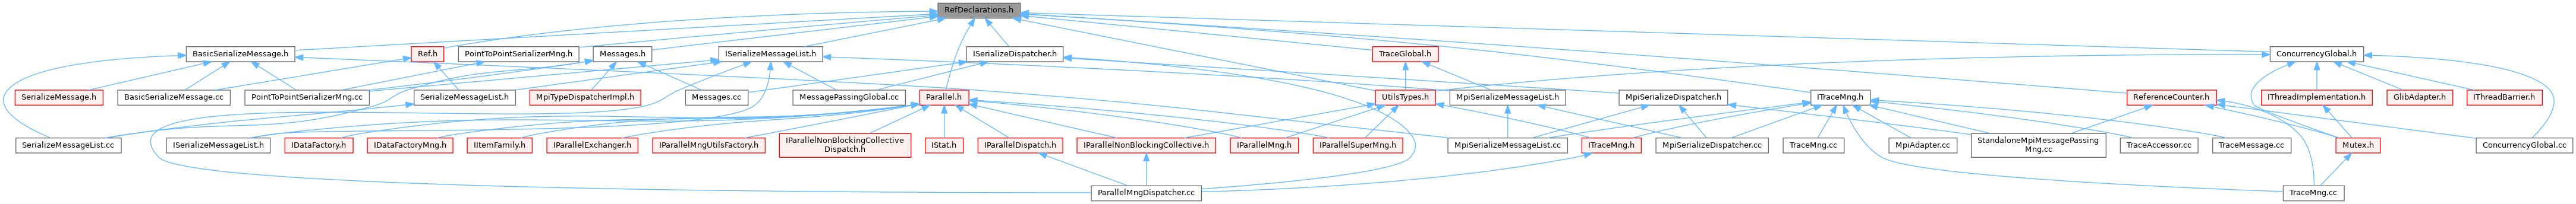 RefDeclarations.h
BasicSerializeMessage.h
Ref.h
PointToPointSerializerMng.h
Messages.h
ISerializeMessageList.h
ISerializeDispatcher.h
TraceGlobal.h
ConcurrencyGlobal.h
SerializeMessage.h
BasicSerializeMessage.cc
PointToPointSerializerMng.cc
SerializeMessageList.h
MpiTypeDispatcherImpl.h
Messages.cc
MessagePassingGlobal.cc
Parallel.h
UtilsTypes.h
MpiSerializeMessageList.h
MpiSerializeDispatcher.h
ITraceMng.h
ReferenceCounter.h
IThreadImplementation.h
GlibAdapter.h
IThreadBarrier.h
SerializeMessageList.cc
ISerializeMessageList.h
IDataFactory.h
IDataFactoryMng.h
IItemFamily.h
IParallelExchanger.h
IParallelMngUtilsFactory.h
IParallelNonBlockingCollective
Dispatch.h
IStat.h
IParallelDispatch.h
IParallelNonBlockingCollective.h
IParallelMng.h
IParallelSuperMng.h
MpiSerializeMessageList.cc
ITraceMng.h
MpiSerializeDispatcher.cc
TraceMng.cc
MpiAdapter.cc
StandaloneMpiMessagePassing
Mng.cc
TraceAccessor.cc
TraceMessage.cc
Mutex.h
ConcurrencyGlobal.cc
ParallelMngDispatcher.cc
TraceMng.cc